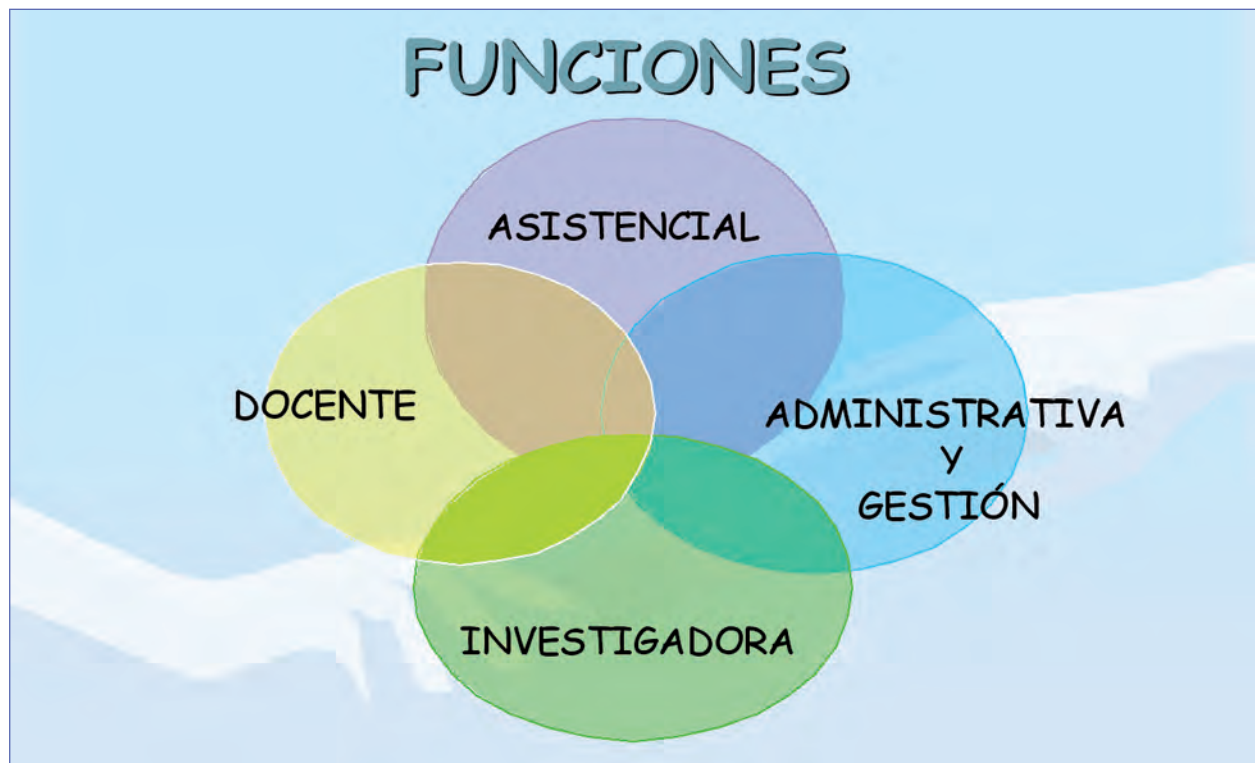 FUNCIONES
ASISTENCIAL
DOCENTE
ADMINISTRATIVA
Y
GESTIÓN
INVESTIGADORA